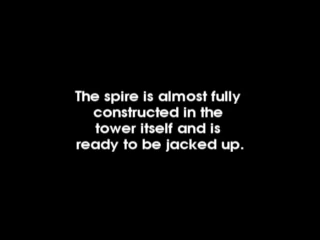 The spire is almost fully
constructed in the
tower itself and is
ready to be jacked up.